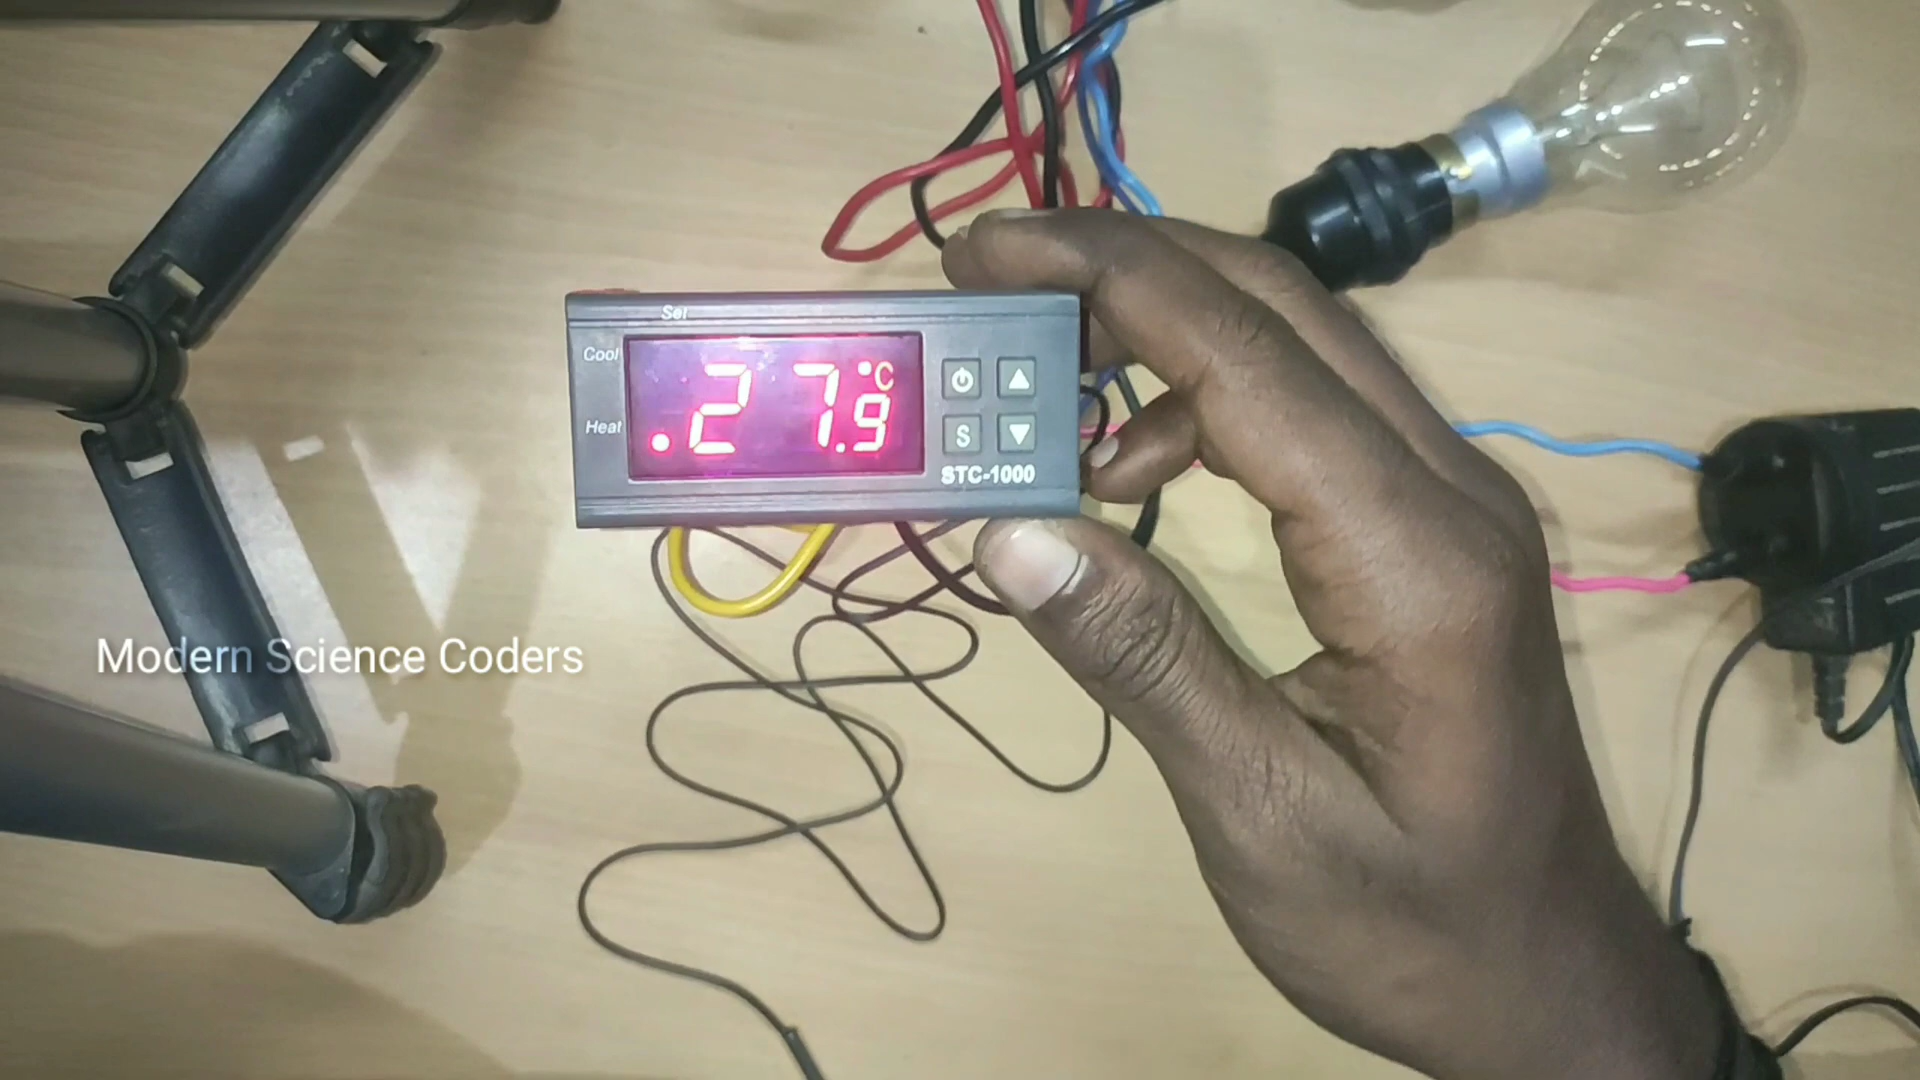 Set
Cool
.27.9 °C
Heat
S
STC-1000
Modern Science Coders